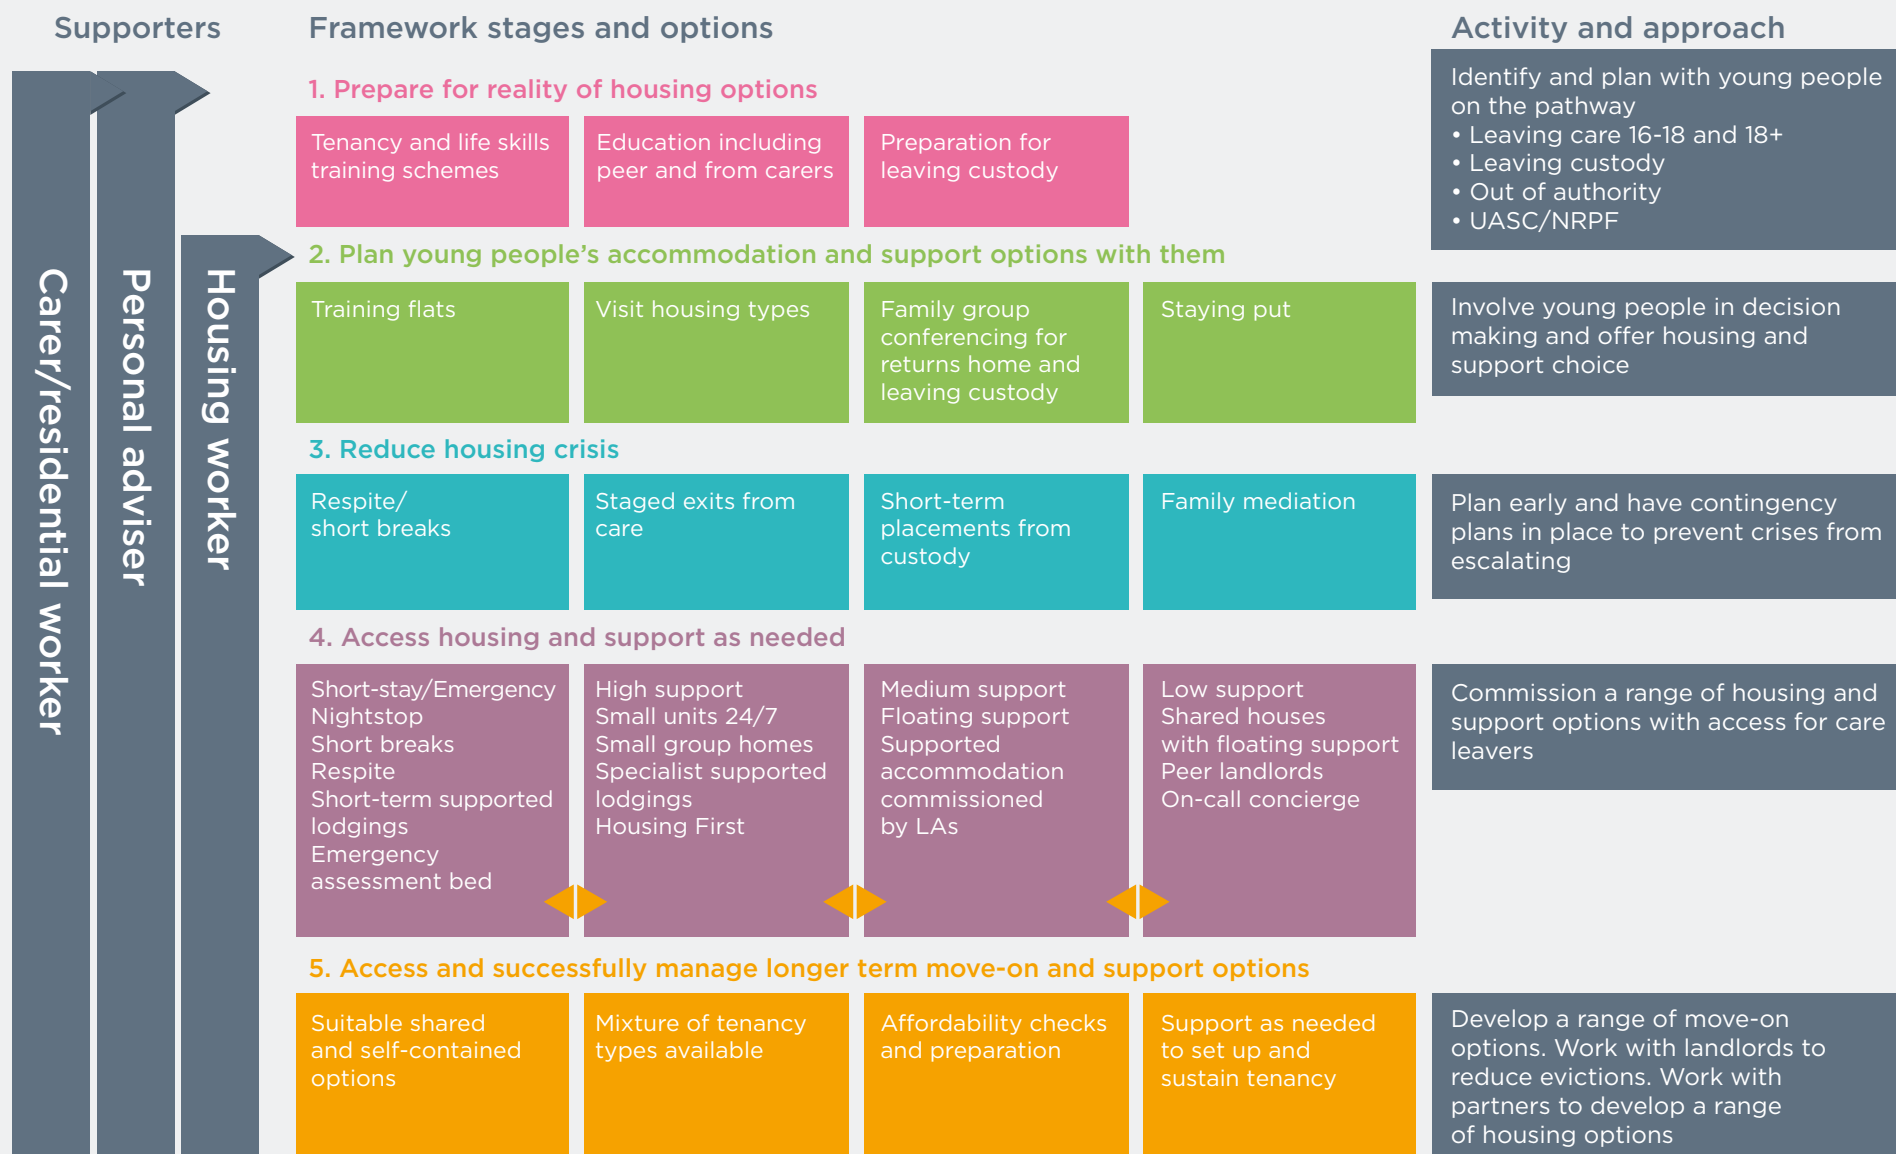 Supporters
Framework stages and options
Activity and approach
Carer/residential worker
Personal adviser
Housing worker
1. Prepare for reality of housing options
Tenancy and life skills
training schemes
Education including
peer and from carers
Preparation for
leaving custody
Identify and plan with young people
on the pathway
• Leaving care 16-18 and 18+
• Leaving custody
• Out of authority
• UASC/NRPF
2. Plan young people’s accommodation and support options with them
Training flats
Visit housing types
Family group
conferencing for
returns home and
leaving custody
Staying put
Involve young people in decision
making and offer housing and
support choice
3. Reduce housing crisis
Respite/
short breaks
Staged exits from
care
Short-term
placements from
custody
Family mediation
Plan early and have contingency
plans in place to prevent crises from
escalating
4. Access housing and support as needed
Short-stay/Emergency
Nightstop
Short breaks
Respite
Short-term supported
lodgings
Emergency
assessment bed
High support
Small units 24/7
Small group homes
Specialist supported
lodgings
Housing First
Medium support
Floating support
Supported
accommodation
commissioned
by LAs
Low support
Shared houses
with floating support
Peer landlords
On-call concierge
Commission a range of housing and
support options with access for care
leavers
5. Access and successfully manage longer term move-on and support options
Suitable shared
and self-contained
options
Mixture of tenancy
types available
Affordability checks
and preparation
Support as needed
to set up and
sustain tenancy
Develop a range of move-on
options. Work with landlords to
reduce evictions. Work with
partners to develop a range
of housing options